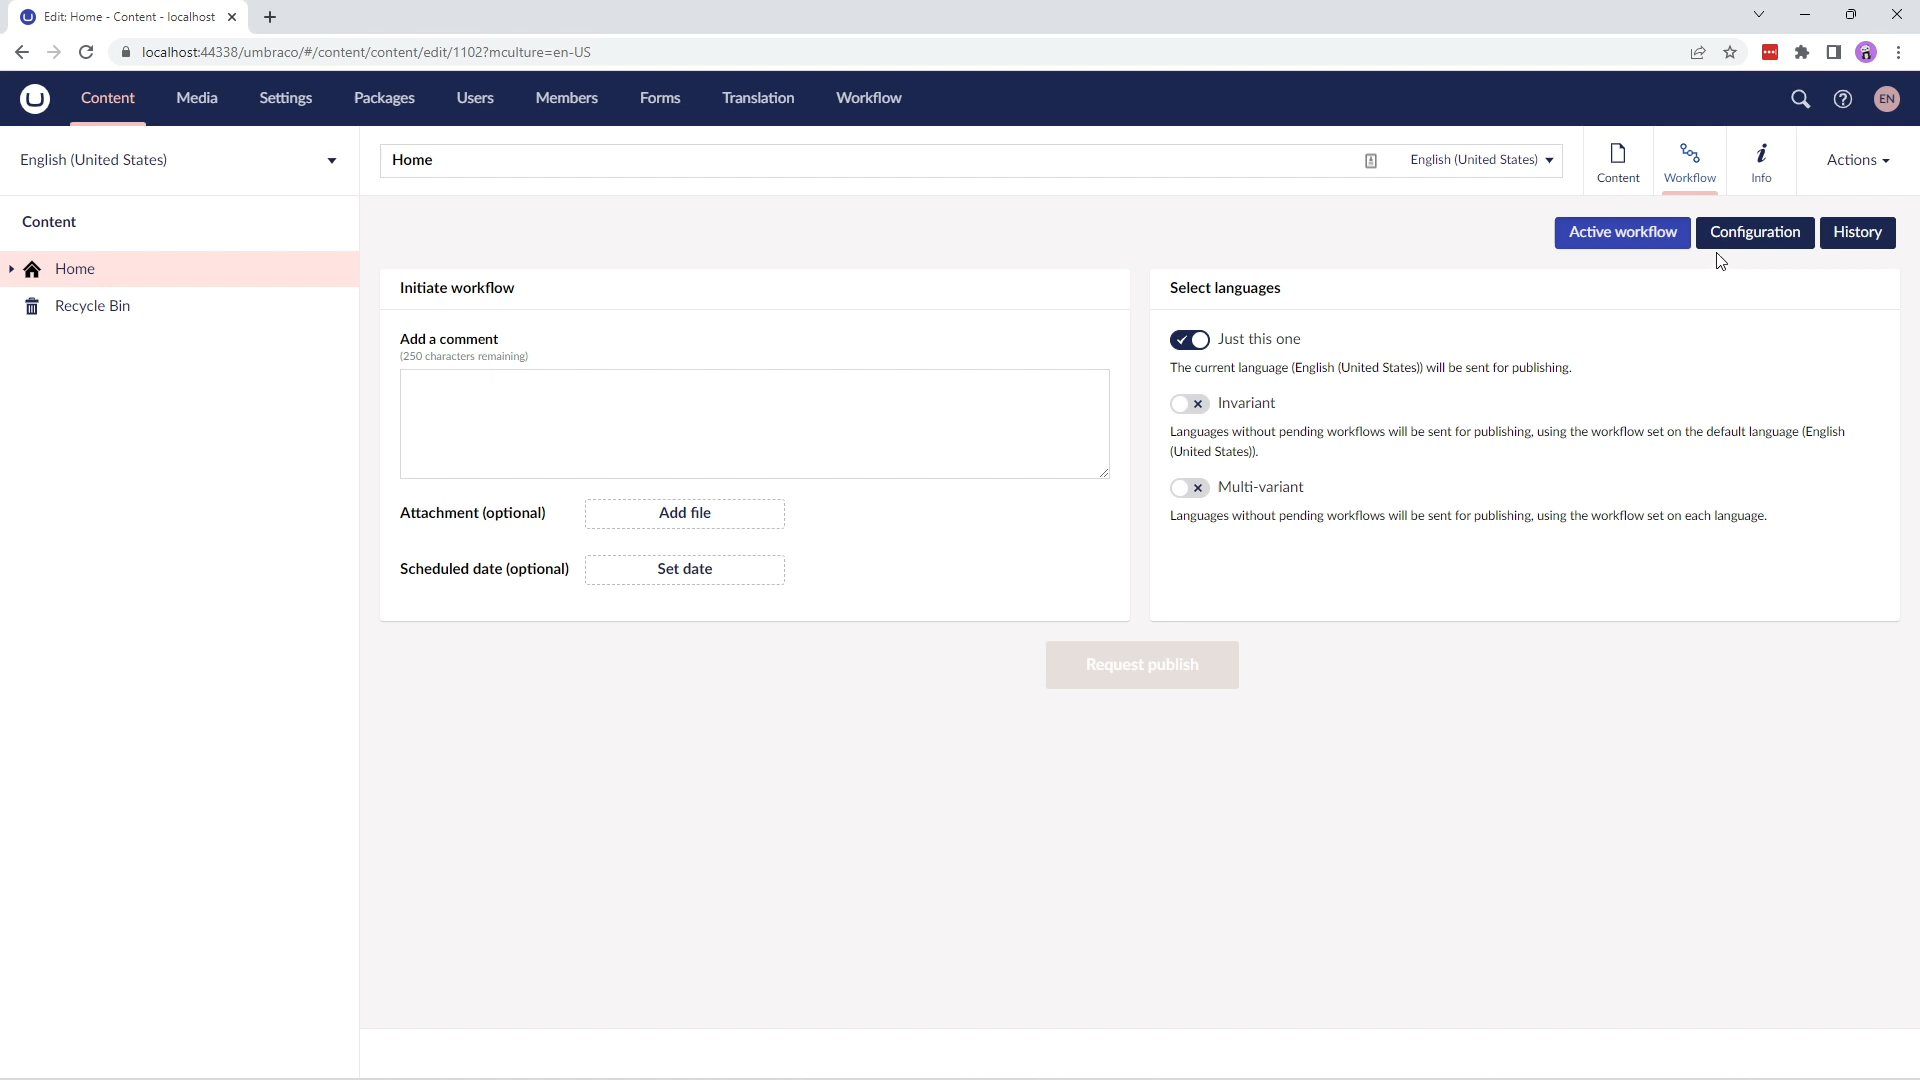 Edit: Home - Content - localhost
localhost:44338/umbraco/#/content/content/edit/1102?mculture=en-US
Content Media Settings Packages Users Members Forms Translation Workflow EN
English (United States)
Home English (United States) Content Workflow Info Actions
Content
Home
Recycle Bin
Active workflow Configuration History
Initiate workflow
Add a comment
(250 characters remaining)
Attachment (optional) Add file
Scheduled date (optional) Set date
Select languages
Just this one
The current language (English (United States)) will be sent for publishing.
Invariant
Languages without pending workflows will be sent for publishing, using the workflow set on the default language (English
(United States)).
Multi-variant
Languages without pending workflows will be sent for publishing, using the workflow set on each language.
Request publish